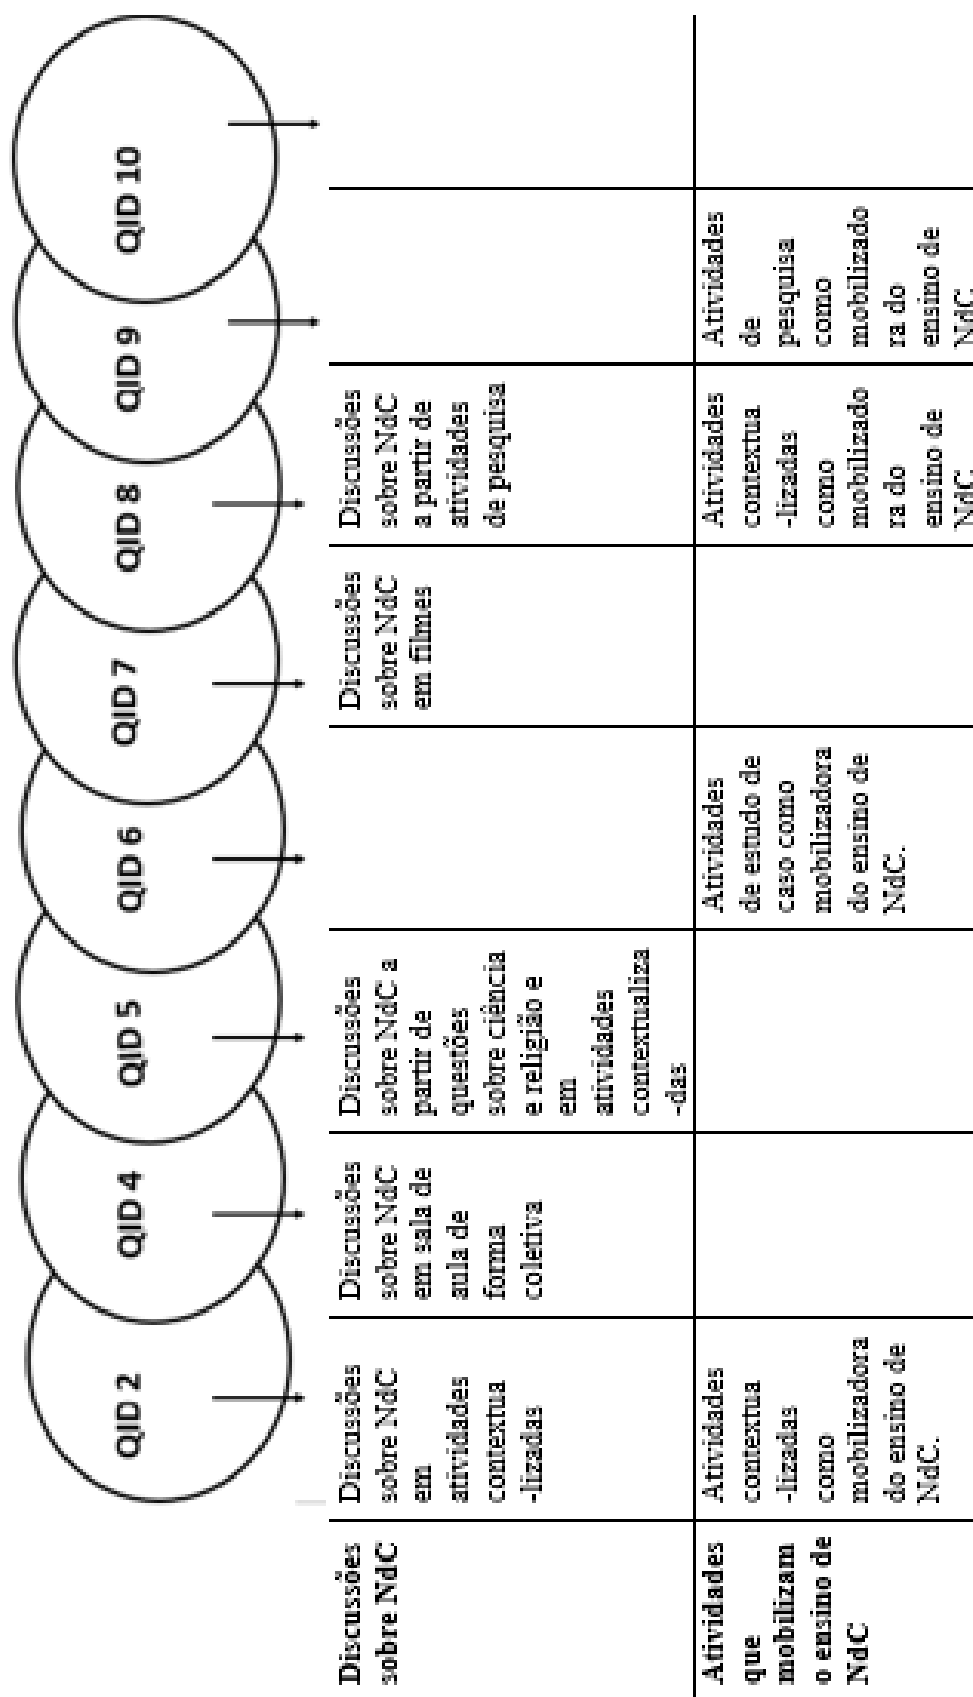 QID 2
QID 4
QID 5
QID 6
QID 7
QID 8
QID 9
QID 10
Discussões
sobre NdC
Discussões
sobre NdC
em
atividades
contextua
-lizadas
Discussões
sobre NdC
em sala de
aula de
forma
coletiva
Discussões
sobre NdC a
partir de
questões
sobre ciência
e religião e
em
atividades
contextualiza
-das
Discussões
sobre NdC
em filmes
Discussões
sobre NdC
a partir de
atividades
de pesquisa
Atividades
que
mobilizam
o ensino de
NdC
Atividades
contextua
-lizadas
como
mobilizadora
do ensino de
NdC.
Atividades
de estudo de
caso como
mobilizadora
do ensino de
NdC.
Atividades
contextua
-lizadas
como
mobilizado
ra do
ensino de
NdC
Atividades
de
pesquisa
como
mobilizado
ra do
ensino de
NdC